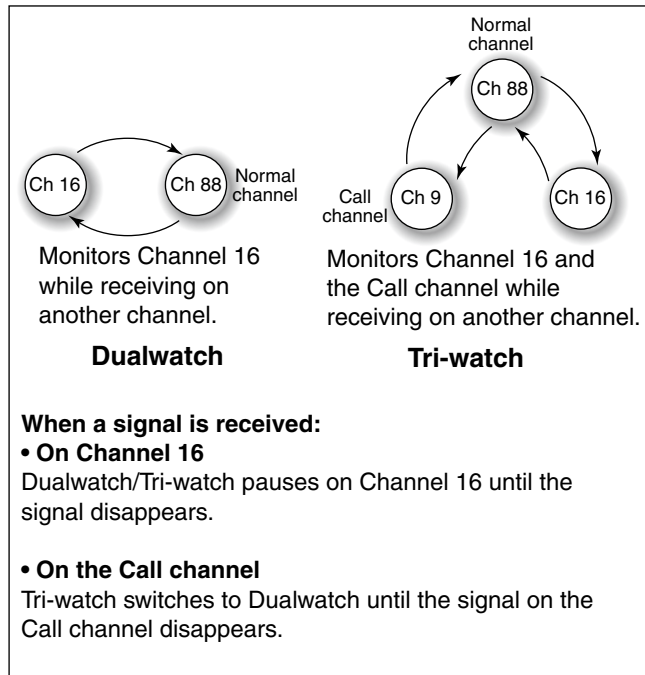 Ch 16
Ch 88
Normal
channel
Monitors Channel 16
while receiving on
another channel.
Dualwatch
Normal
channel
Ch 88
Call
channel
Ch 9
Ch 16
Monitors Channel 16 and
the Call channel while
receiving on another channel.
Tri-watch
When a signal is received:
• On Channel 16
Dualwatch/Tri-watch pauses on Channel 16 until the
signal disappears.
• On the Call channel
Tri-watch switches to Dualwatch until the signal on the
Call channel disappears.